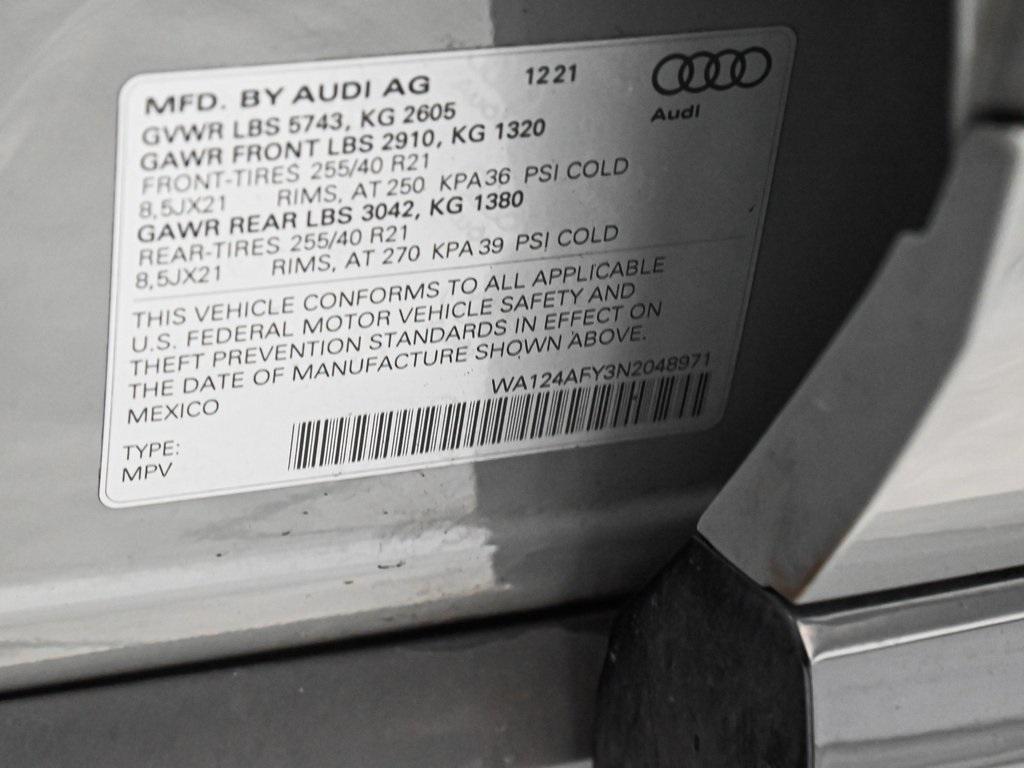 MFD. BY AUDI AG 1221
Audi
GVWR LBS 5743, KG 2605
GAWR FRONT LBS 2910, KG 1320
FRONT-TIRES 255/40 R21
8,5JX21 RIMS, AT 250 KPA36 PSI COLD
GAWR REAR LBS 3042, KG 1380
REAR-TIRES 255/40 R21
8,5JX21 RIMS, AT 270 KPA39 PSI COLD
THIS VEHICLE CONFORMS TO ALL APPLICABLE
U.S. FEDERAL MOTOR VEHICLE SAFETY AND
THEFT PREVENTION STANDARDS IN EFFECT ON
THE DATE OF MANUFACTURE SHOWN ABOVE.
MEXICO WA124AFY3N2048971
TYPE:
MPV